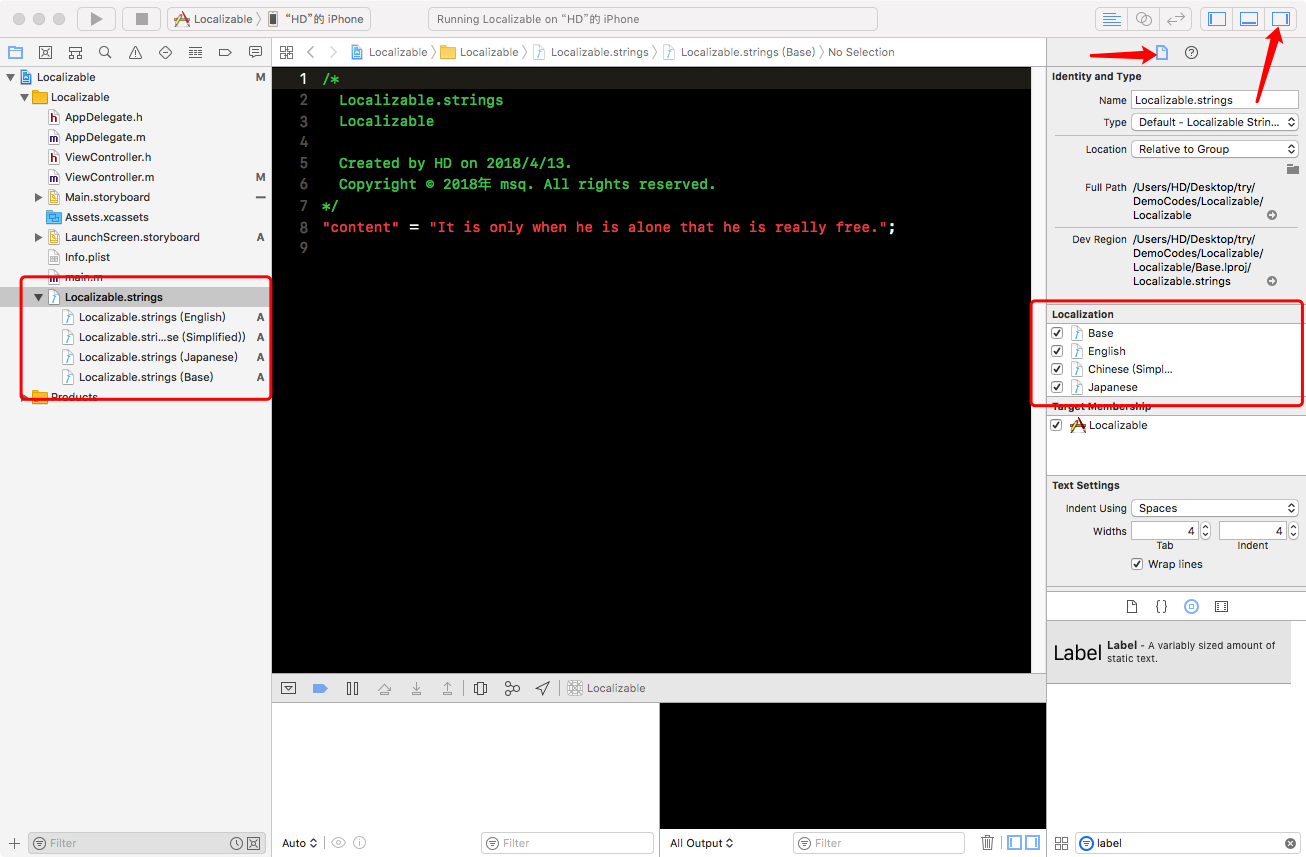 Localizable
“HD”的 iPhone
Running Localizable on “HD”的 iPhone
Localizable
Localizable
Localizable.strings
Localizable.strings (Base)
No Selection
Localizable M
Localizable
AppDelegate.h
AppDelegate.m
ViewController.h
ViewController.m M
Main.storyboard
Assets.xcassets
LaunchScreen.storyboard A
Info.plist
main.m
Localizable.strings
Localizable.strings (English) A
Localizable.stri...se (Simplified)) A
Localizable.strings (Japanese) A
Localizable.strings (Base) A
Products
Filter
1 /*
2 Localizable.strings
3 Localizable
4
5 Created by HD on 2018/4/13.
6 Copyright © 2018年 msq. All rights reserved.
7 */
8 "content" = "It is only when he is alone that he is really free.";
9
Localizable
Auto
Filter
All Output
Filter
Identity and Type
Name Localizable.strings
Type Default - Localizable Strin...
Location Relative to Group
Full Path /Users/HD/Desktop/try/
DemoCodes/Localizable/
Localizable
Dev Region /Users/HD/Desktop/try/
DemoCodes/Localizable/
Localizable/Base.lproj/
Localizable.strings
Localization
Base
English
Chinese (Simpl...
Japanese
Target Membership
Localizable
Text Settings
Indent Using Spaces
Widths 4 4
Tab Indent
Wrap lines
{}
Label Label - A variably sized amount of
static text.
label